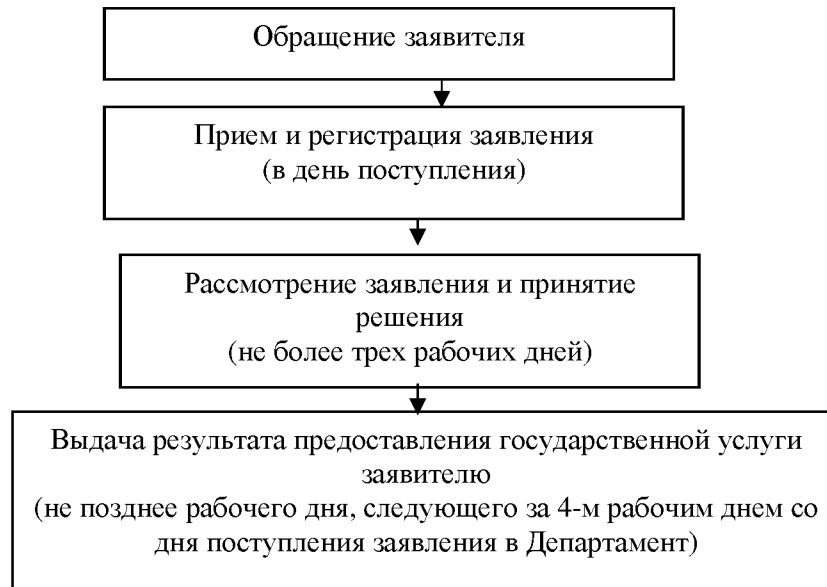 Обращение заявителя
Прием и регистрация заявления
(в день поступления)
Рассмотрение заявления и принятие
решения
(не более трех рабочих дней)
Выдача результата предоставления государственной услуги
заявителю
(не позднее рабочего дня, следующего за 4-м рабочим днем со
дня поступления заявления в Департамент)